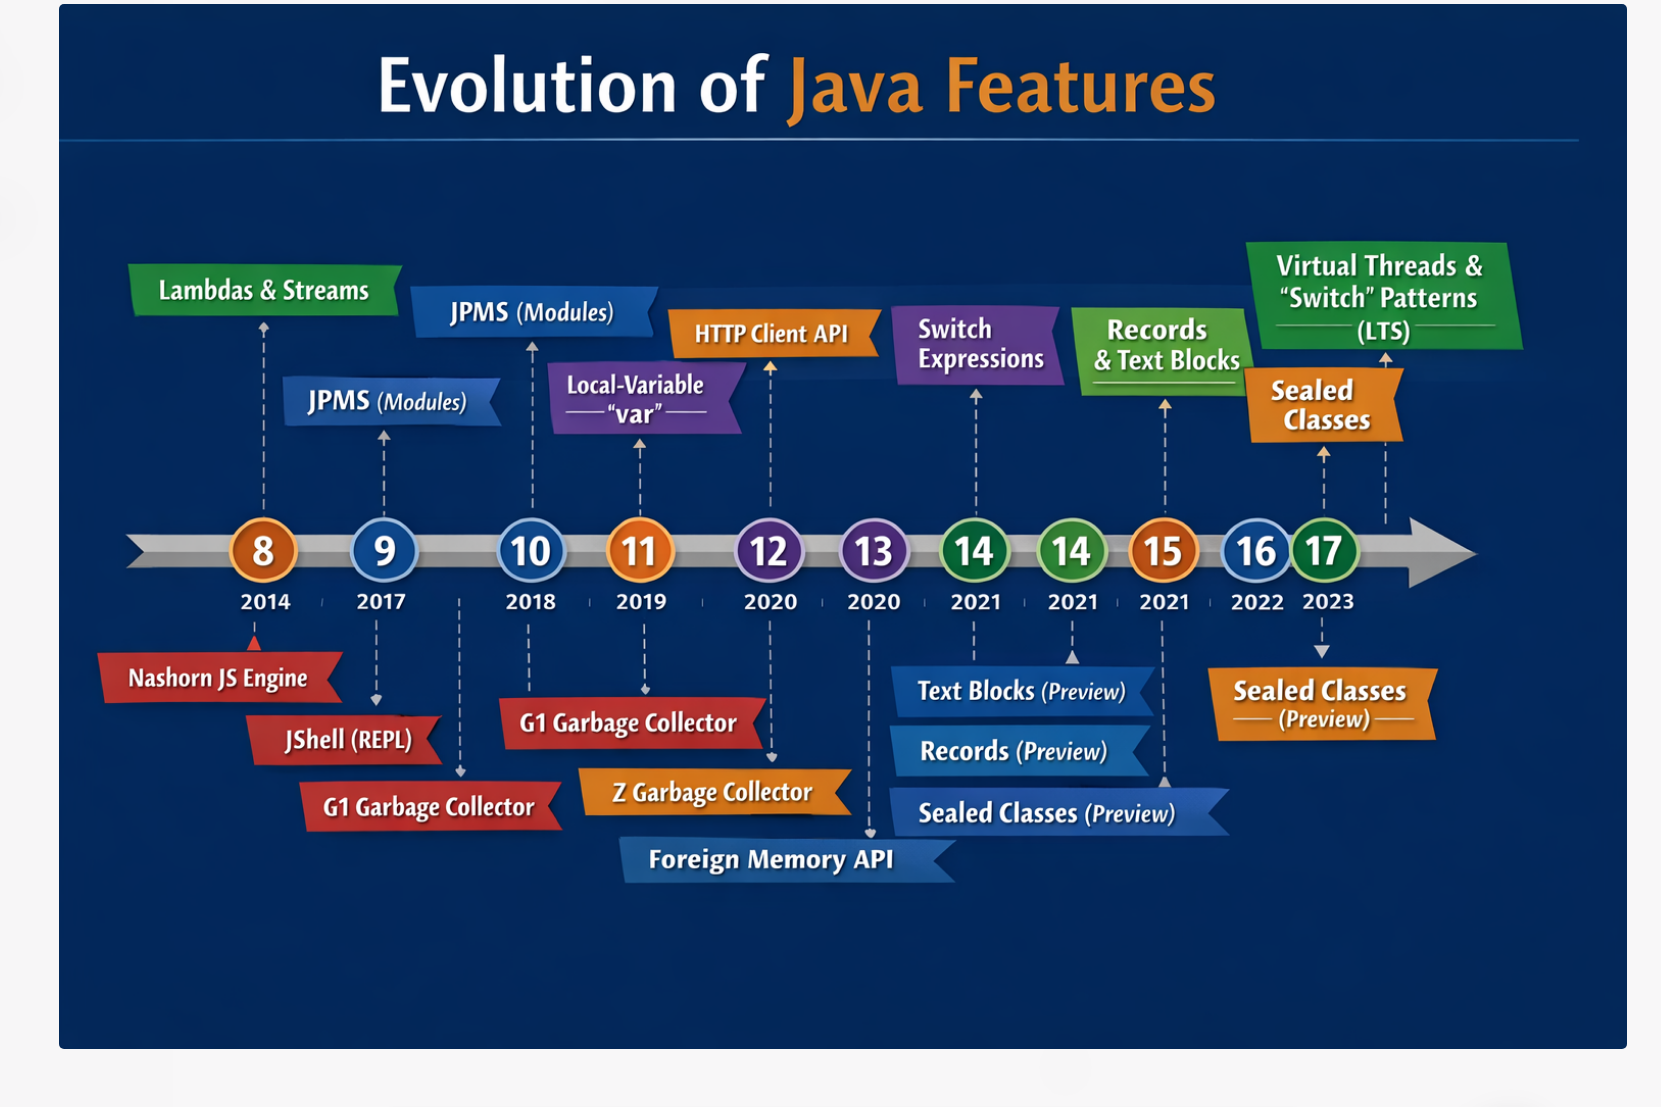 Evolution of Java Features
Lambdas & Streams
JPMS (Modules)
JPMS (Modules)
Local-Variable
"var"
HTTP Client API
Switch
Expressions
Records
& Text Blocks
Virtual Threads &
“Switch” Patterns
(LTS)
Sealed
Classes
8 9 10 11 12 13 14 14 15 16 17
2014 2017 2018 2019 2020 2020 2021 2021 2021 2022 2023
Nashorn JS Engine
JShell (REPL)
G1 Garbage Collector
G1 Garbage Collector
Z Garbage Collector
Foreign Memory API
Text Blocks (Preview)
Records (Preview)
Sealed Classes (Preview)
Sealed Classes
(Preview)